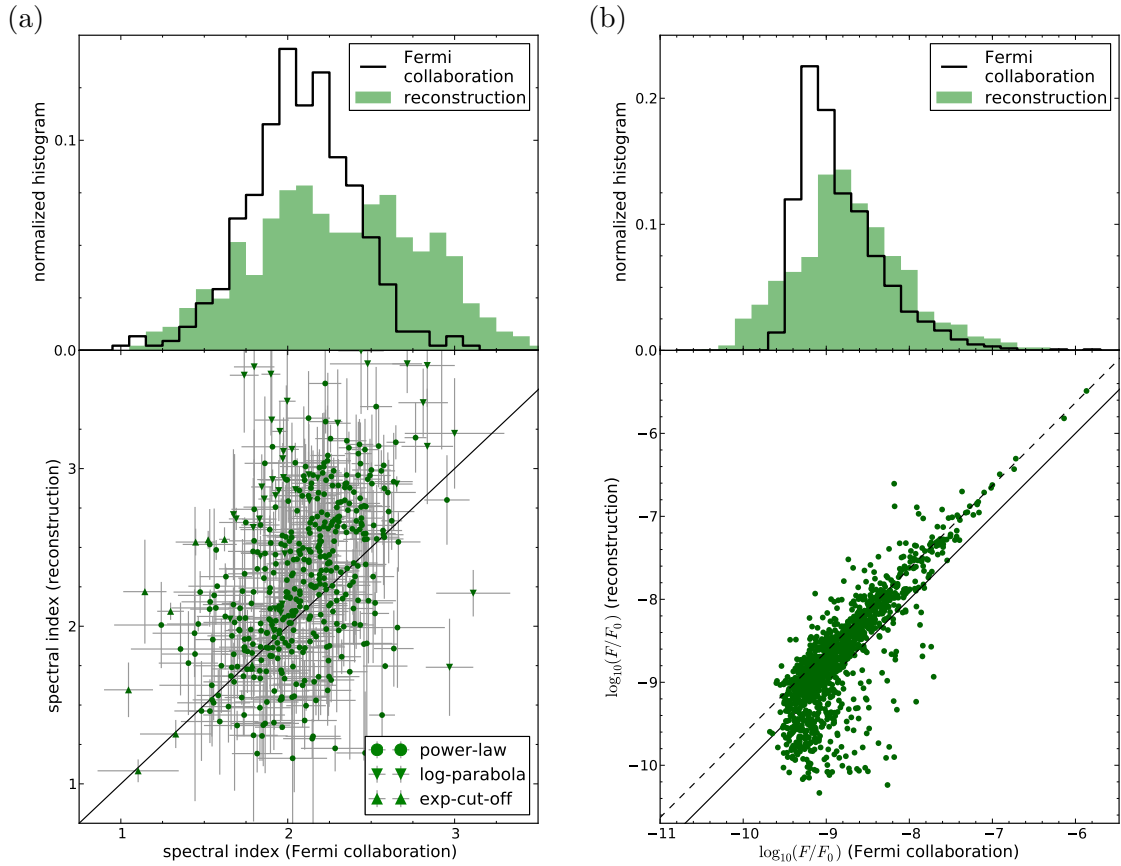 (a)
(b)
Fermi
collaboration
reconstruction
normalized histogram
0.1
0.0
Fermi
collaboration
reconstruction
normalized histogram
0.2
0.1
0.0
power-law
log-parabola
exp-cut-off
spectral index (reconstruction)
3
2
1
1 2 3
spectral index (Fermi collaboration)
log₁₀(F/F₀) (reconstruction)
−6
−7
−8
−9
−10
−11 −10 −9 −8 −7 −6
log₁₀(F/F₀) (Fermi collaboration)